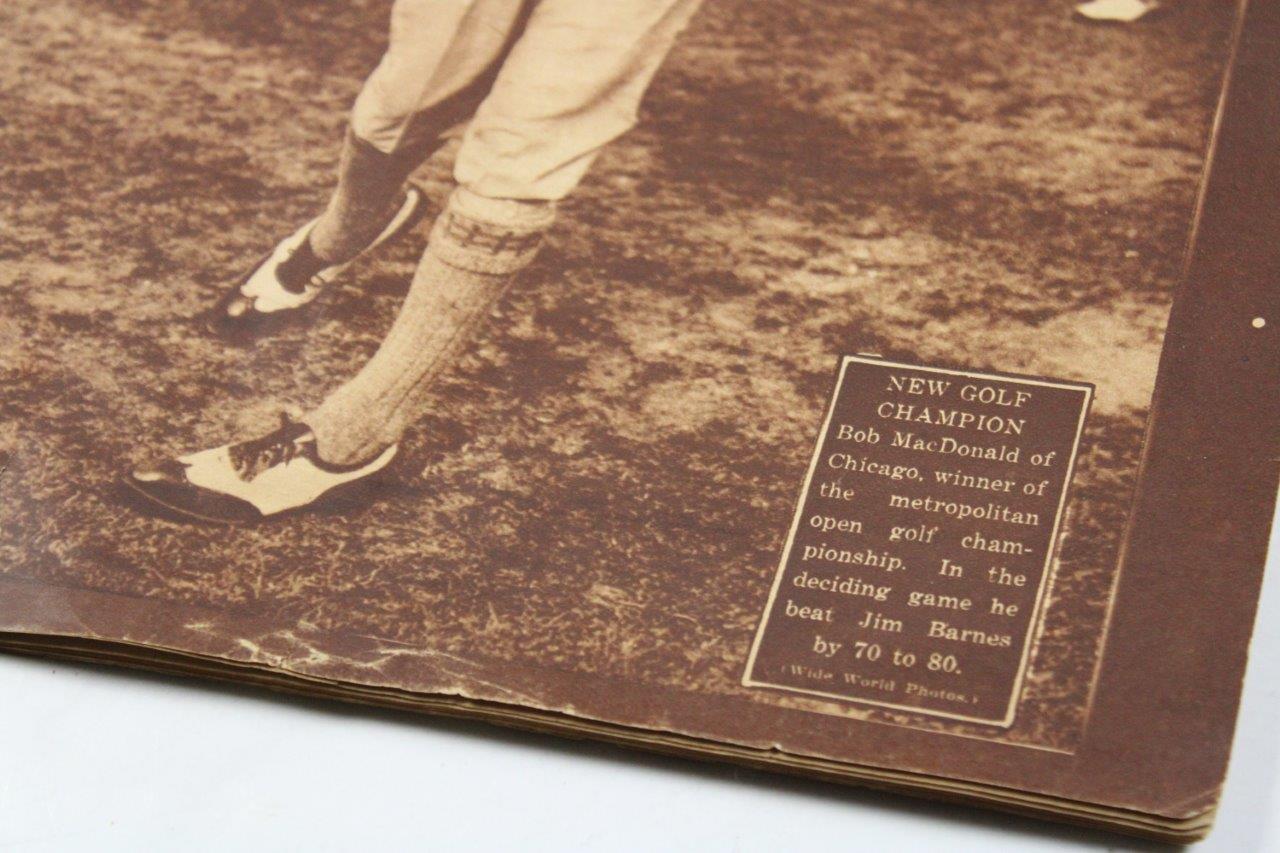 NEW GOLF
CHAMPION
Bob MacDonald of
Chicago, winner of
the metropolitan
open golf cham-
pionship. In the
deciding game he
beat Jim Barnes
by 70 to 80.
(Wide World Photos.)